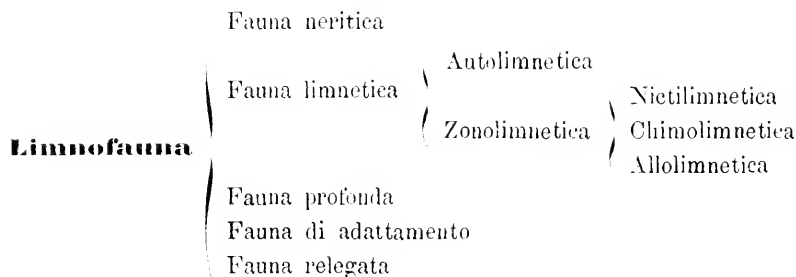 Fauna neritica
Autolimnetica
Fauna limnetica
Nictilimnetica
Limnofauna
Zonolimnetica
Chimolimnetica
Allolimnetica
Fauna profonda
Fauna di adattamento
Fauna relegata